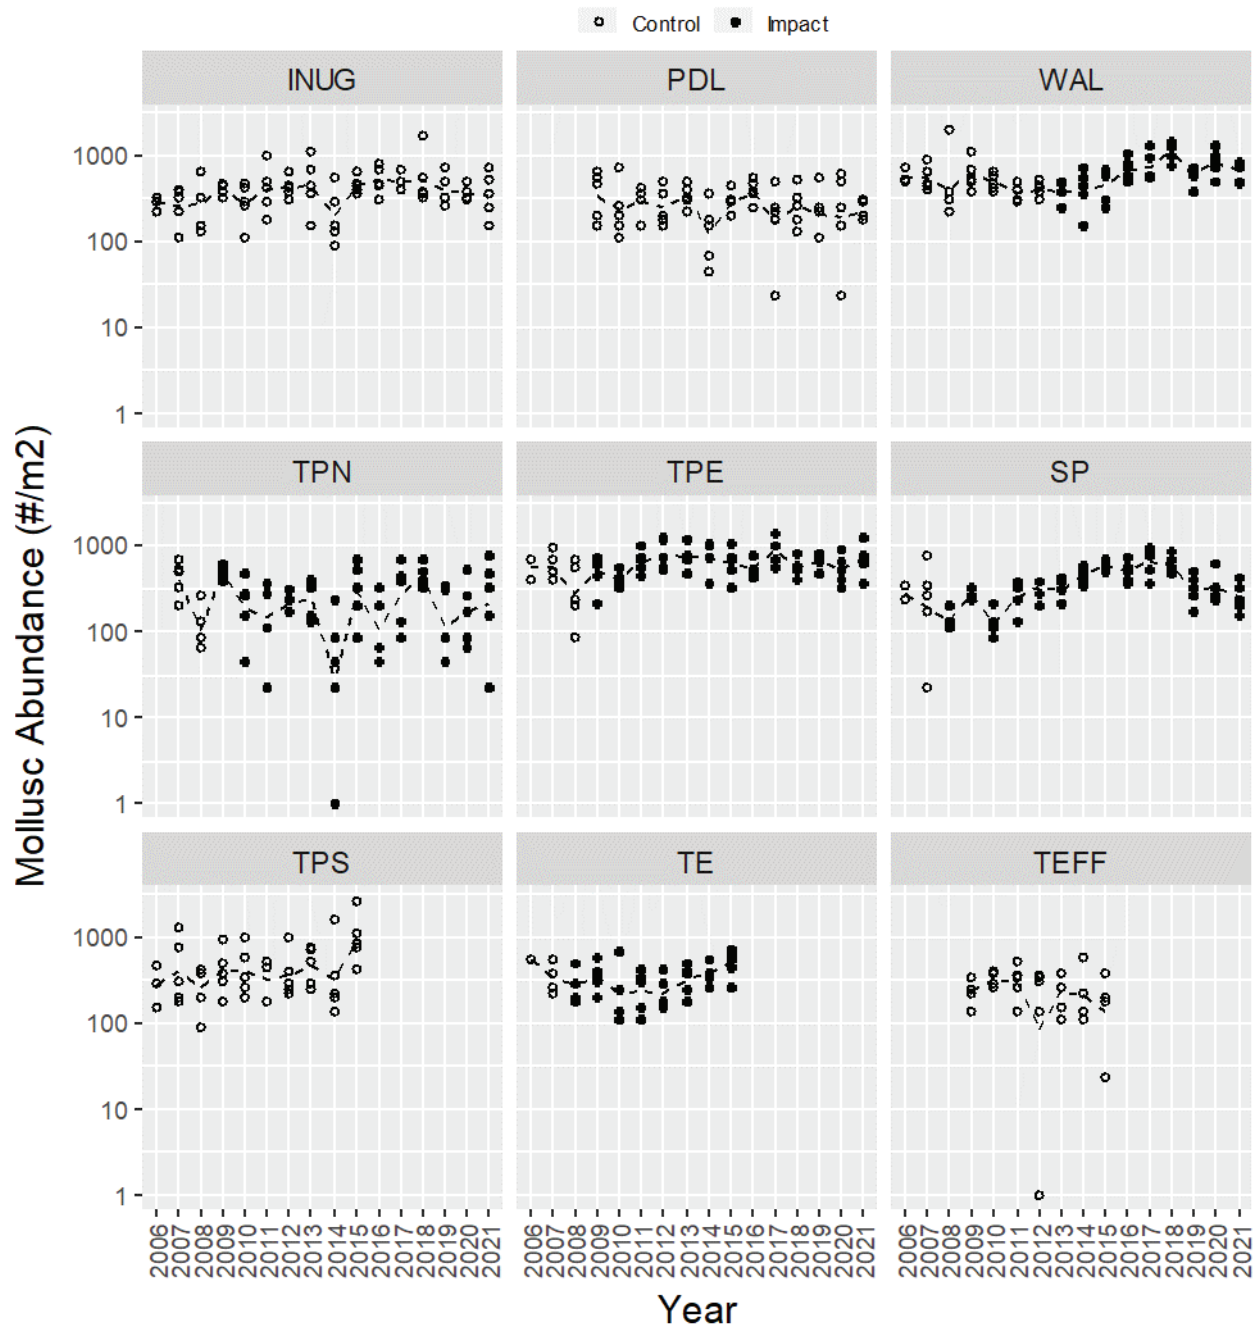 Control Impact
INUG PDL WAL
1000
100
10
1
TPN TPE SP
1000
100
10
1
TPS TE TEFF
1000
100
10
1
Mollusc Abundance (#/m2)
2006 2007 2008 2009 2010 2011 2012 2013 2014 2015 2016 2017 2018 2019 2020 2021 2006 2007 2008 2009 2010 2011 2012 2013 2014 2015 2016 2017 2018 2019 2020 2021 2006 2007 2008 2009 2010 2011 2012 2013 2014 2015 2016 2017 2018 2019 2020 2021
Year